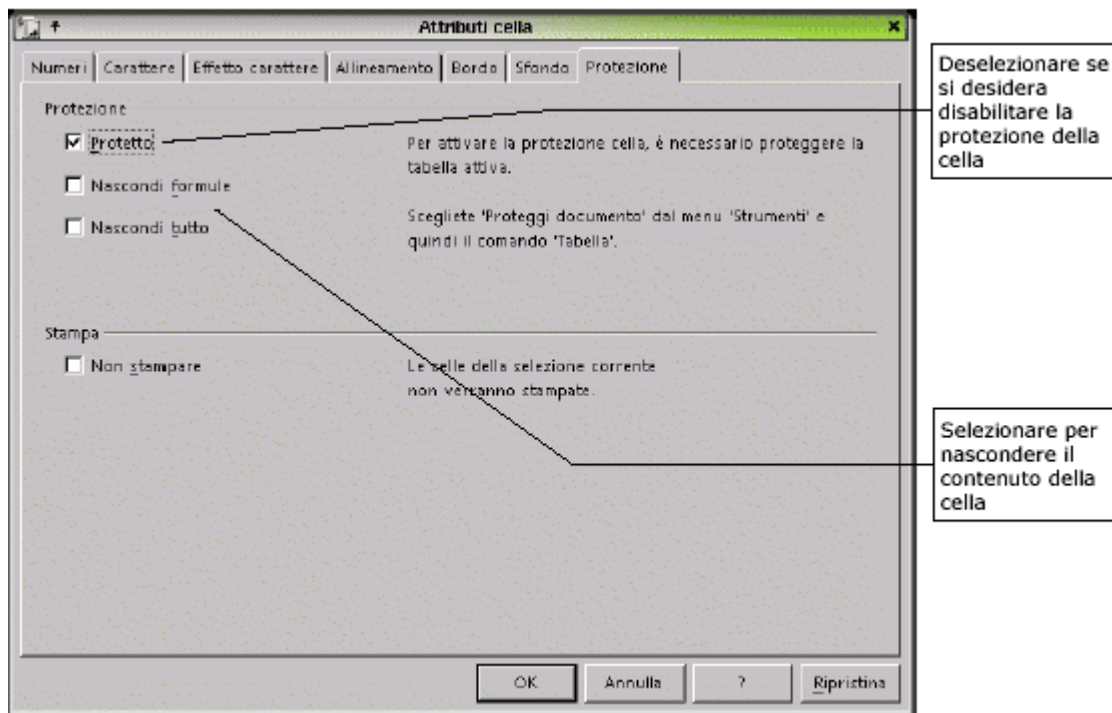 Attributi cella
Numeri Carattere Effetto carattere Allineamento Bordo Sfondo Protezione
Protezione
Protetto
Per attivare la protezione cella, è necessario proteggere la
tabella attiva.
Nascondi formule
Nascondi tutto
Scegliete 'Proteggi documento' dal menu 'Strumenti' e
quindi il comando 'Tabella'.
Stampa
Non stampare
Le celle della selezione corrente
non verranno stampate.
OK Annulla ? Ripristina
Deselezionare se
si desidera
disabilitare la
protezione della
cella
Selezionare per
nascondere il
contenuto della
cella